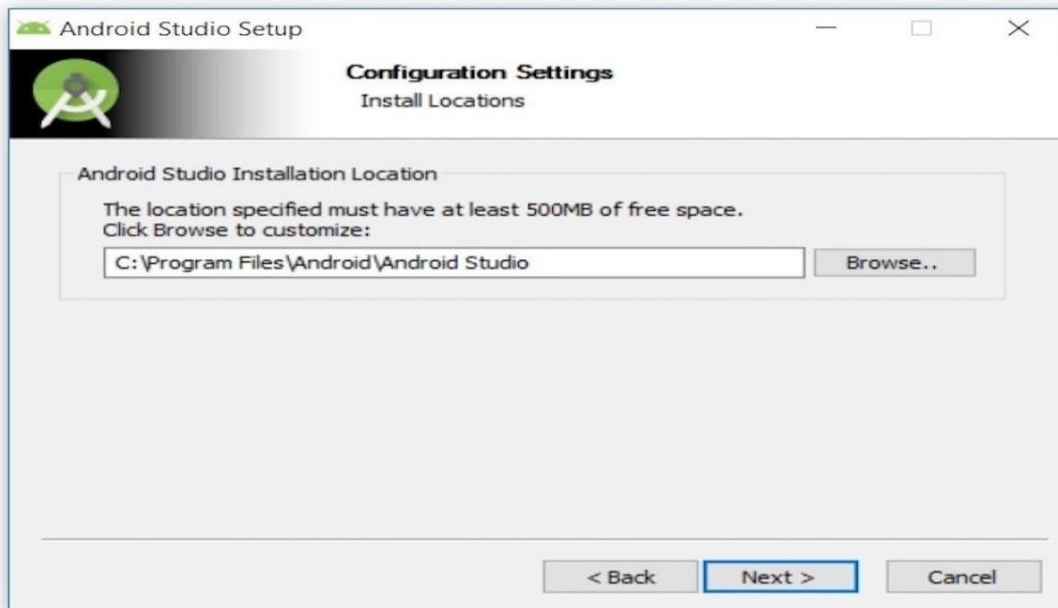 Android Studio Setup
Configuration Settings
Install Locations
Android Studio Installation Location
The location specified must have at least 500MB of free space.
Click Browse to customize:
C:\Program Files\Android\Android Studio
Browse..
< Back
Next >
Cancel